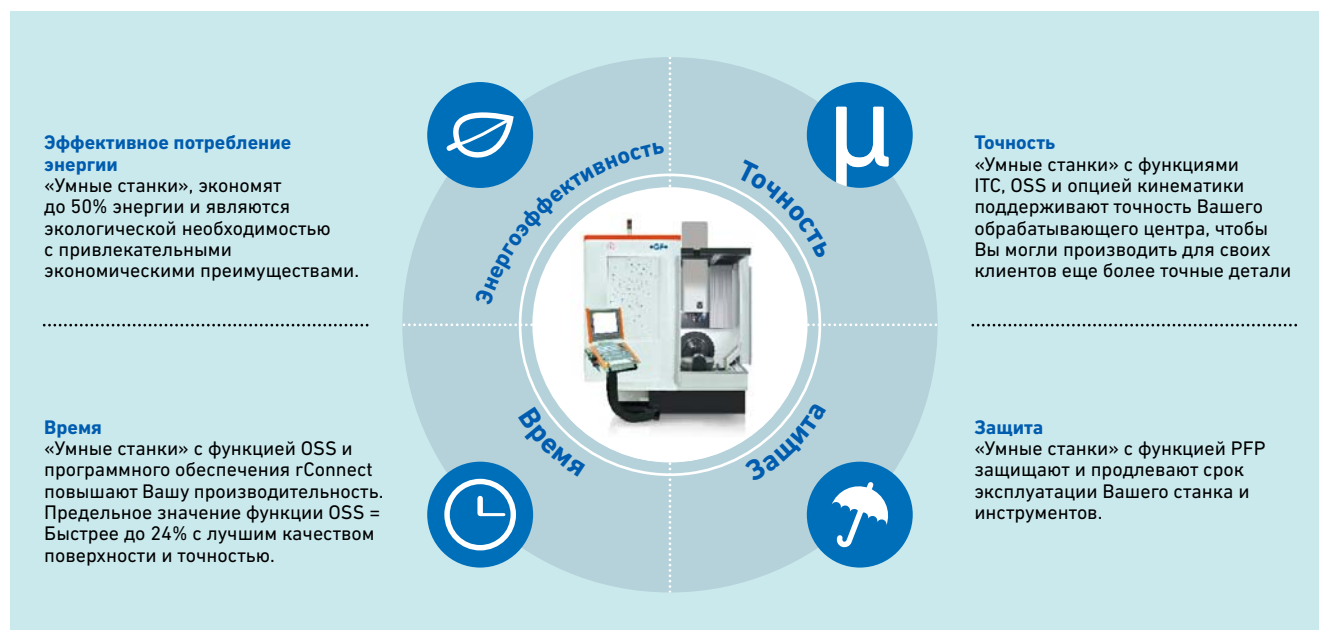 Эффективное потребление
энергии
«Умные станки», экономят
до 50% энергии и являются
экологической необходимостью
с привлекательными
экономическими преимуществами.
Время
«Умные станки» с функцией OSS и
программного обеспечения rConnect
повышают Вашу производительность.
Предельное значение функции OSS =
Быстрее до 24% с лучшим качеством
поверхности и точностью.
Энергоэффективность
Точность
μ
+GF+
Время
Защита
Точность
«Умные станки» с функциями
ITC, OSS и опцией кинематики
поддерживают точность Вашего
обрабатывающего центра, чтобы
Вы могли производить для своих
клиентов еще более точные детали
Защита
«Умные станки» с функцией PFP
защищают и продлевают срок
эксплуатации Вашего станка и
инструментов.